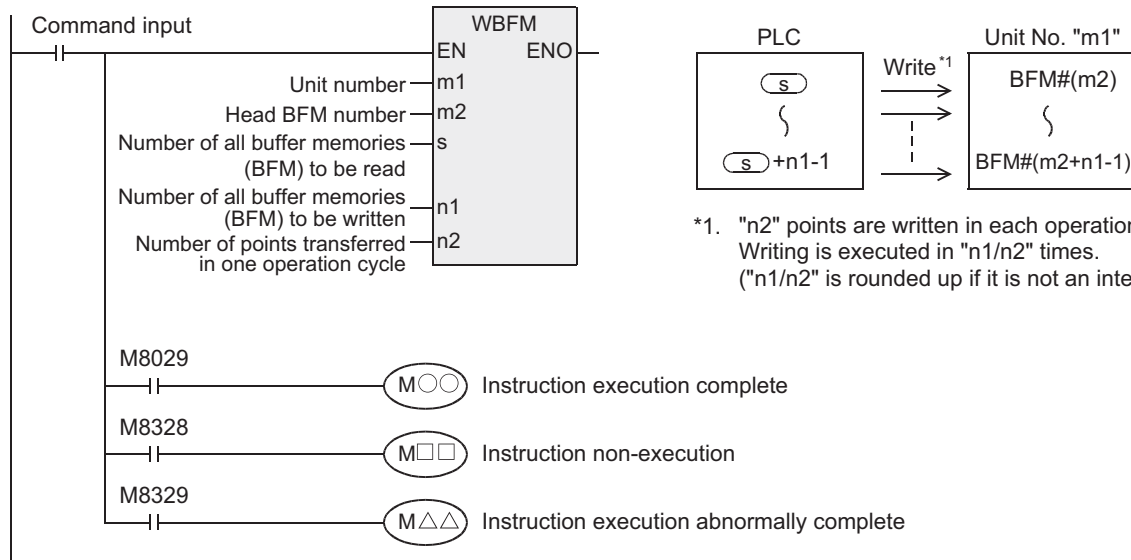 Command input
WBFM
EN ENO
Unit number m1
Head BFM number m2
Number of all buffer memories s
(BFM) to be read
Number of all buffer memories
(BFM) to be written n1
Number of points transferred n2
in one operation cycle
PLC
s
s +n1-1
Write *1
Unit No. "m1"
BFM#(m2)
BFM#(m2+n1-1)
*1. "n2" points are written in each operation
Writing is executed in "n1/n2" times.
("n1/n2" is rounded up if it is not an
M8029
M○○ Instruction execution complete
M8328
M□□ Instruction non-execution
M8329
M△△ Instruction execution abnormally complete